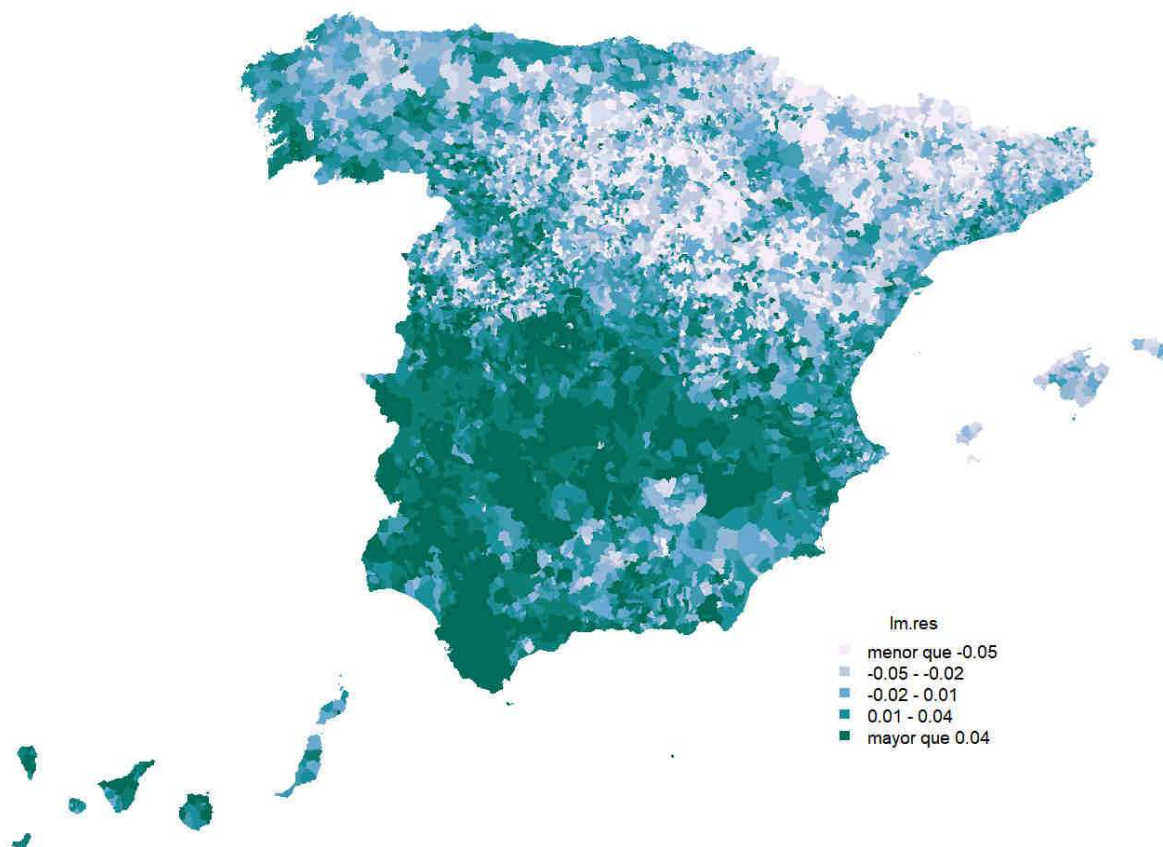 lm.res
menor que -0.05
-0.05 - -0.02
-0.02 - 0.01
0.01 - 0.04
mayor que 0.04